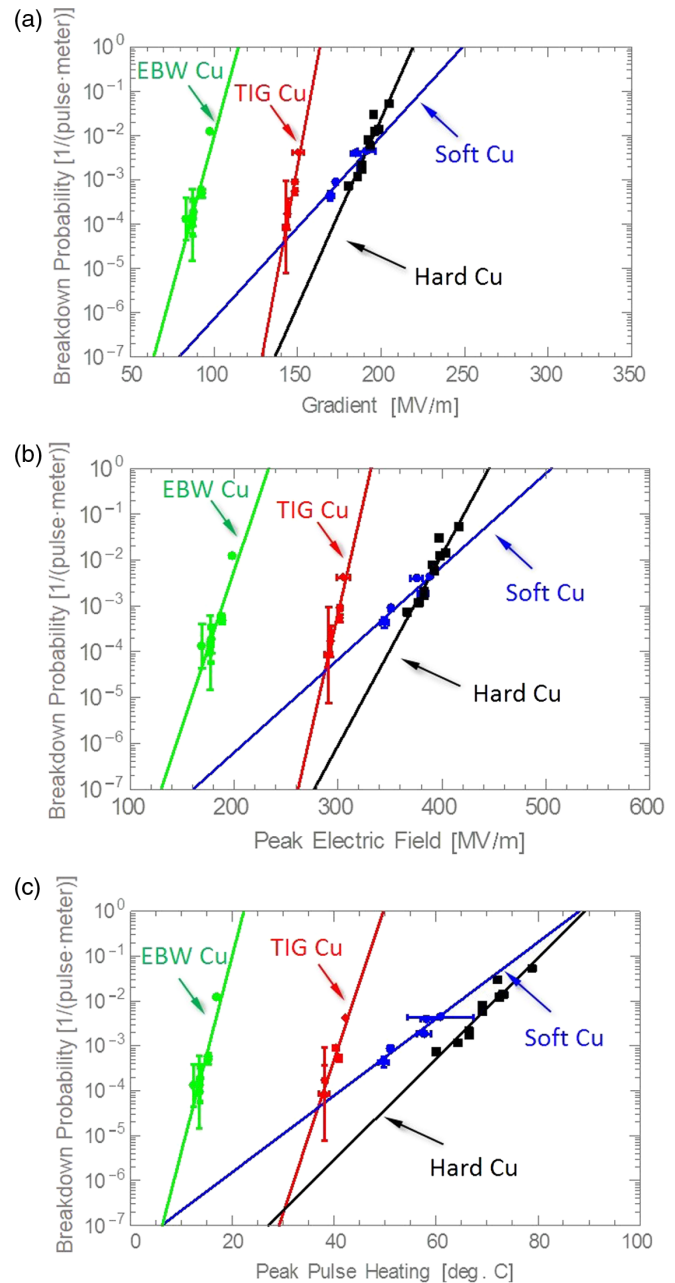 (a)
Breakdown Probability [1/(pulse·meter)]
10^0
10^-1
10^-2
10^-3
10^-4
10^-5
10^-6
10^-7
EBW Cu
TIG Cu
Soft Cu
Hard Cu
50 100 150 200 250 300 350
Gradient [MV/m]
(b)
Breakdown Probability [1/(pulse·meter)]
10^0
10^-1
10^-2
10^-3
10^-4
10^-5
10^-6
10^-7
EBW Cu
TIG Cu
Soft Cu
Hard Cu
100 200 300 400 500 600
Peak Electric Field [MV/m]
(c)
Breakdown Probability [1/(pulse·meter)]
10^0
10^-1
10^-2
10^-3
10^-4
10^-5
10^-6
10^-7
EBW Cu
TIG Cu
Soft Cu
Hard Cu
0 20 40 60 80 100
Peak Pulse Heating [deg. C]